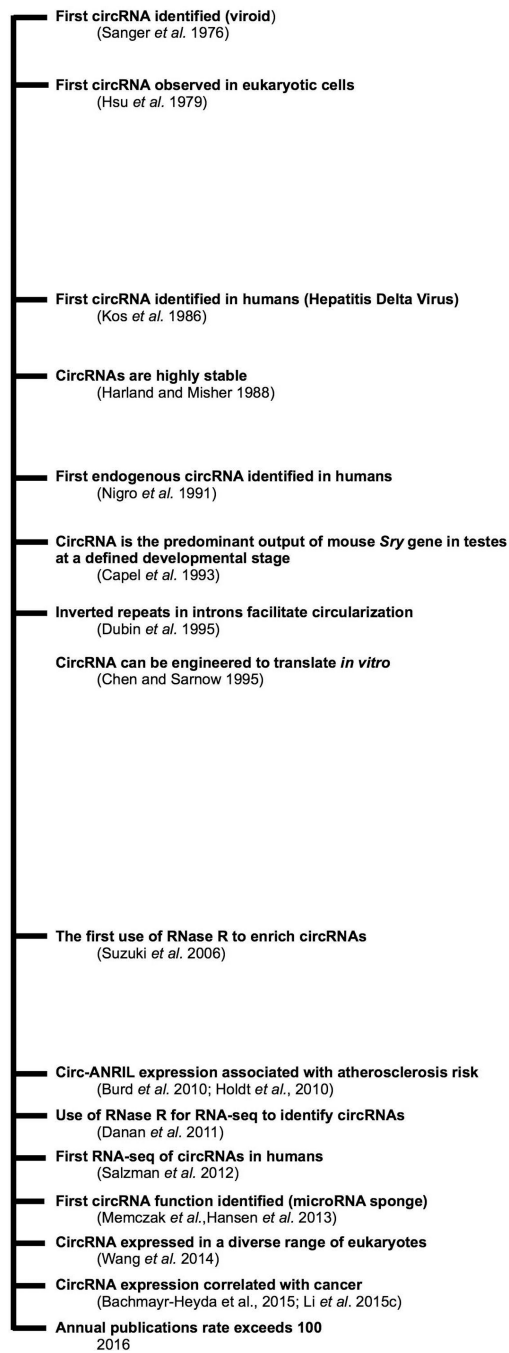 First circRNA identified (viroid)
(Sanger et al. 1976)
First circRNA observed in eukaryotic cells
(Hsu et al. 1979)
First circRNA identified in humans (Hepatitis Delta Virus)
(Kos et al. 1986)
CircRNAs are highly stable
(Harland and Misher 1988)
First endogenous circRNA identified in humans
(Nigro et al. 1991)
CircRNA is the predominant output of mouse Sry gene in testes
at a defined developmental stage
(Capel et al. 1993)
Inverted repeats in introns facilitate circularization
(Dubin et al. 1995)
CircRNA can be engineered to translate in vitro
(Chen and Sarnow 1995)
The first use of RNase R to enrich circRNAs
(Suzuki et al. 2006)
Circ-ANRIL expression associated with atherosclerosis risk
(Burd et al. 2010; Holdt et al., 2010)
Use of RNase R for RNA-seq to identify circRNAs
(Danan et al. 2011)
First RNA-seq of circRNAs in humans
(Salzman et al. 2012)
First circRNA function identified (microRNA sponge)
(Memczak et al.,Hansen et al. 2013)
CircRNA expressed in a diverse range of eukaryotes
(Wang et al. 2014)
CircRNA expression correlated with cancer
(Bachmayr-Heyda et al., 2015; Li et al. 2015c)
Annual publications rate exceeds 100
2016